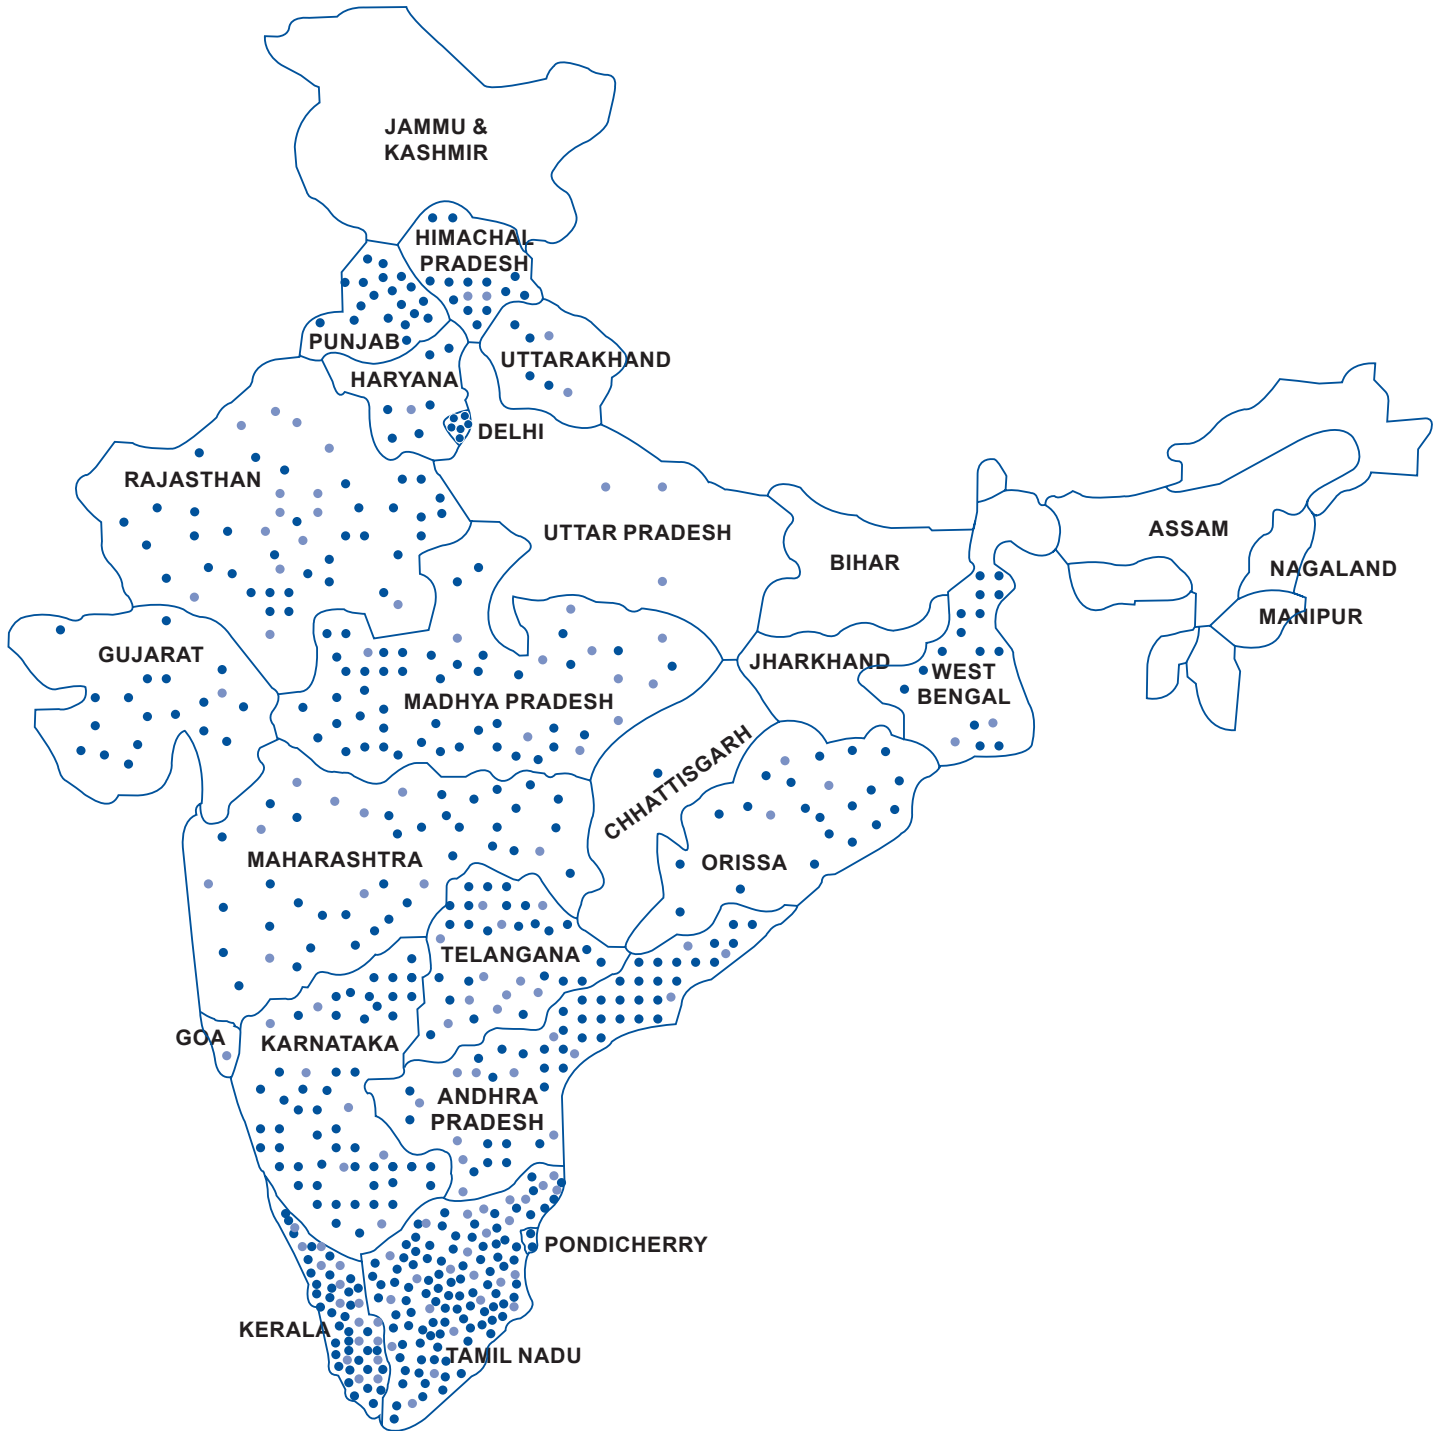 JAMMU &
KASHMIR
HIMACHAL
PRADESH
PUNJAB
UTTARAKHAND
HARYANA
DELHI
RAJASTHAN
UTTAR PRADESH
ASSAM
BIHAR
NAGALAND
MANIPUR
GUJARAT
JHARKHAND
WEST
BENGAL
MADHYA PRADESH
CHHATTISGARH
MAHARASHTRA
ORISSA
TELANGANA
GOA
KARNATAKA
ANDHRA
PRADESH
PONDICHERRY
KERALA
TAMIL NADU